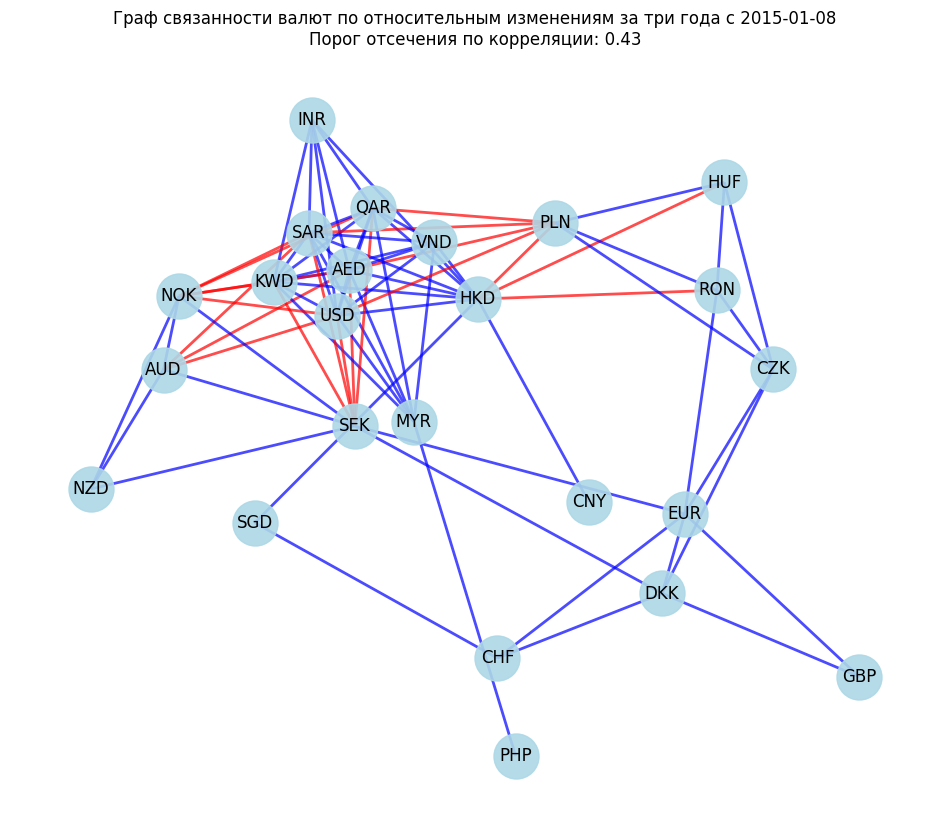 Граф связанности валют по относительным изменениям за три года с 2015-01-08
Порог отсечения по корреляции: 0.43
INR
HUF
QAR
PLN
SAR
VND
AED
KWD
RON
NOK
HKD
USD
CZK
AUD
MYR
SEK
NZD
CNY
EUR
SGD
DKK
CHF
GBP
PHP